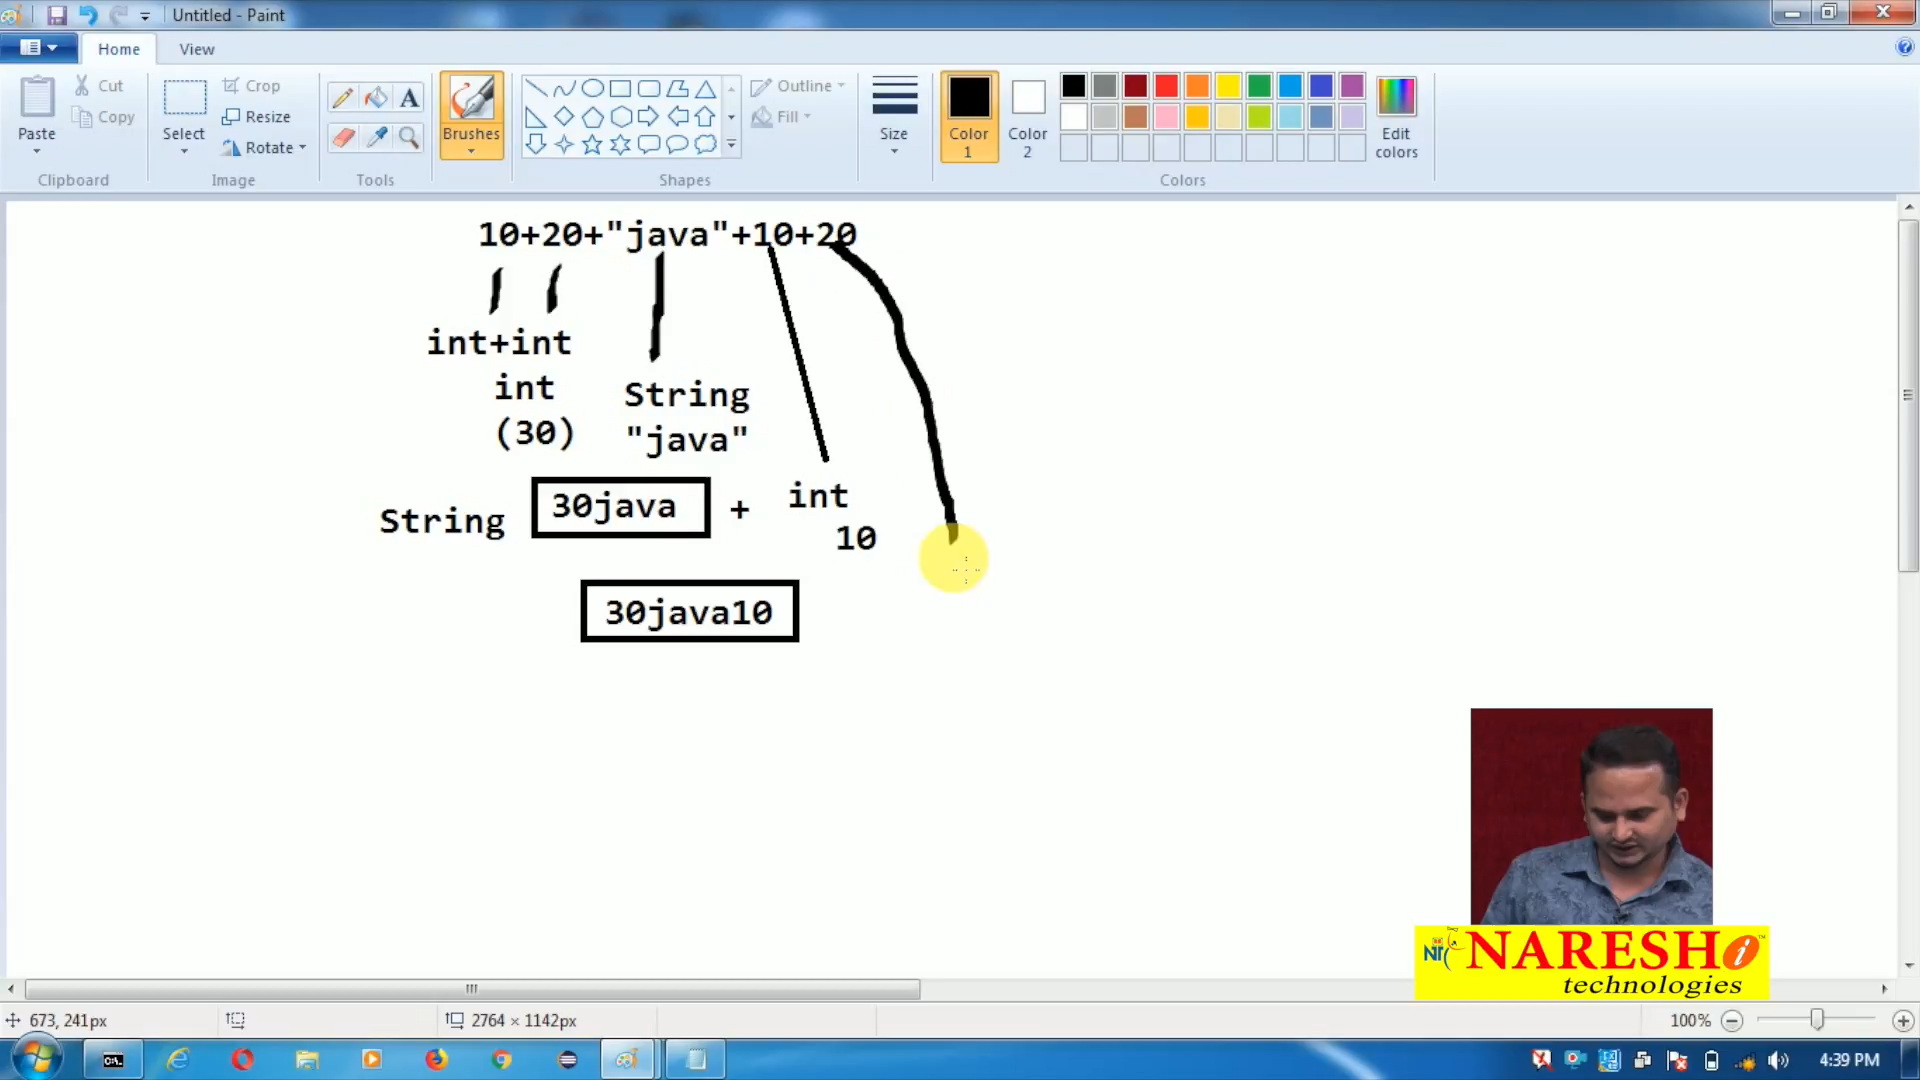 Untitled - Paint
Home View
Paste
Cut
Copy
Clipboard
Select
Crop
Resize
Rotate
Image
A
Tools
Brushes
Outline
Fill
Shapes
Size
Color 1
Color 2
Edit colors
Colors
10+20+"java"+10+20
int+int
int
(30)
String
"java"
String
30java
+
int
10
30java10
NARESH i
technologies
673, 241px
2764 × 1142px
100%
4:39 PM